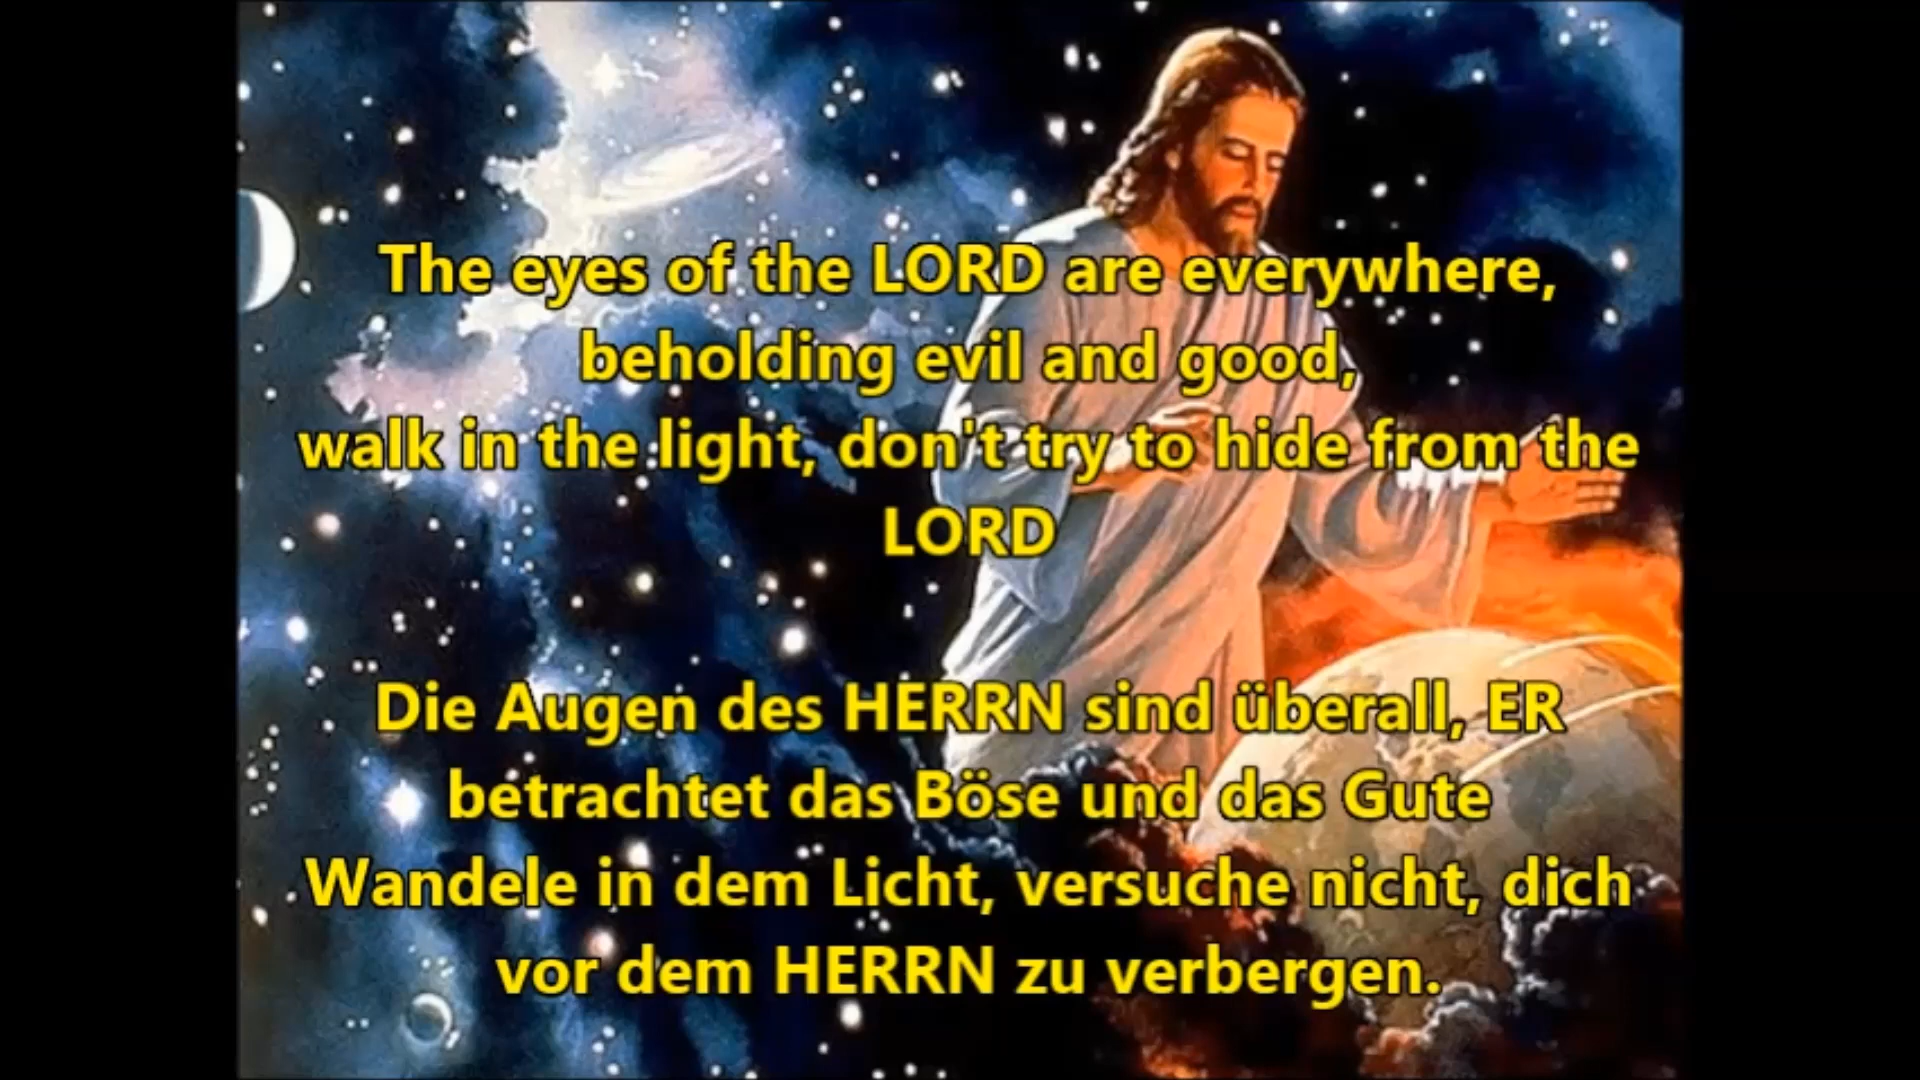 The eyes of the LORD are everywhere,
beholding evil and good,
walk in the light, don't try to hide from the
LORD
Die Augen des HERRN sind überall, ER
betrachtet das Böse und das Gute
Wandele in dem Licht, versuche nicht, dich
vor dem HERRN zu verbergen.